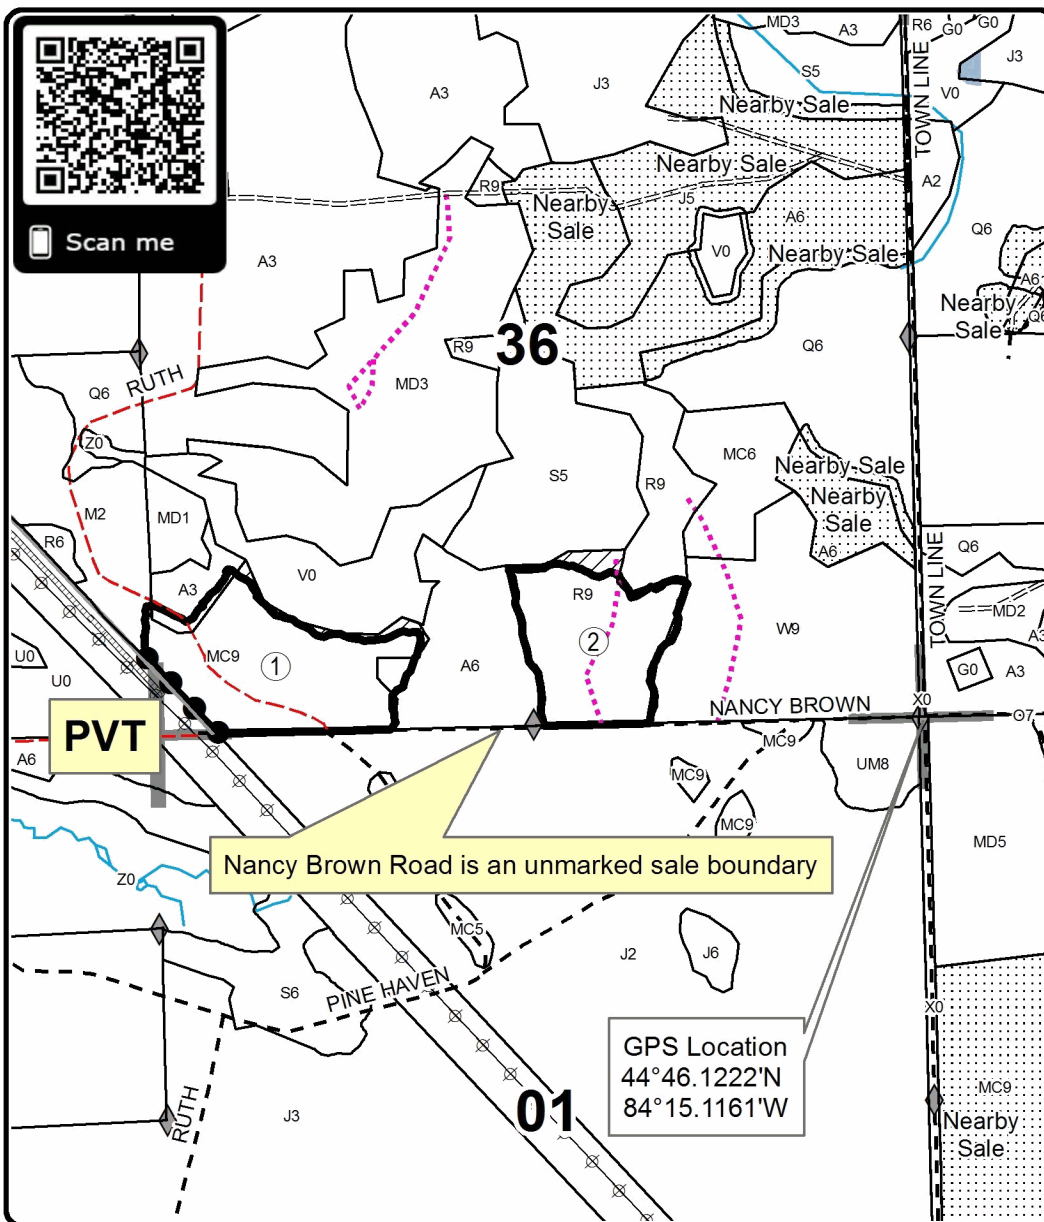 MD3
A3
R6
G0
G0
J3
A3
J3
S5
V0
Nearby Sale
TOWN LINE
Scan me
R9
Nearby Sale
J5
A2
Nearby
Sale
A6
V0
Nearby Sale
Q6
A3
A6
Nearby
Sale
Q6
R9
36
Q6
RUTH
Q6
MD3
Z0
MC6
S5
R9
Nearby Sale
Nearby
Sale
M2
MD1
R6
A6
Q6
TOWN LINE
A3
V0
R9
MD2
W9
A3
U0
U0
MC9
1
A6
2
G0
A3
X0
NANCY BROWN
O7
PVT
A6
MC9
UM8
MC9
MC9
MD5
Nancy Brown Road is an unmarked sale boundary
Z0
MC5
J2
J6
S6
PINE HAVEN
X0
GPS Location
44°46.1222'N
84°15.1161'W
MC9
RUTH
J3
01
Nearby
Sale